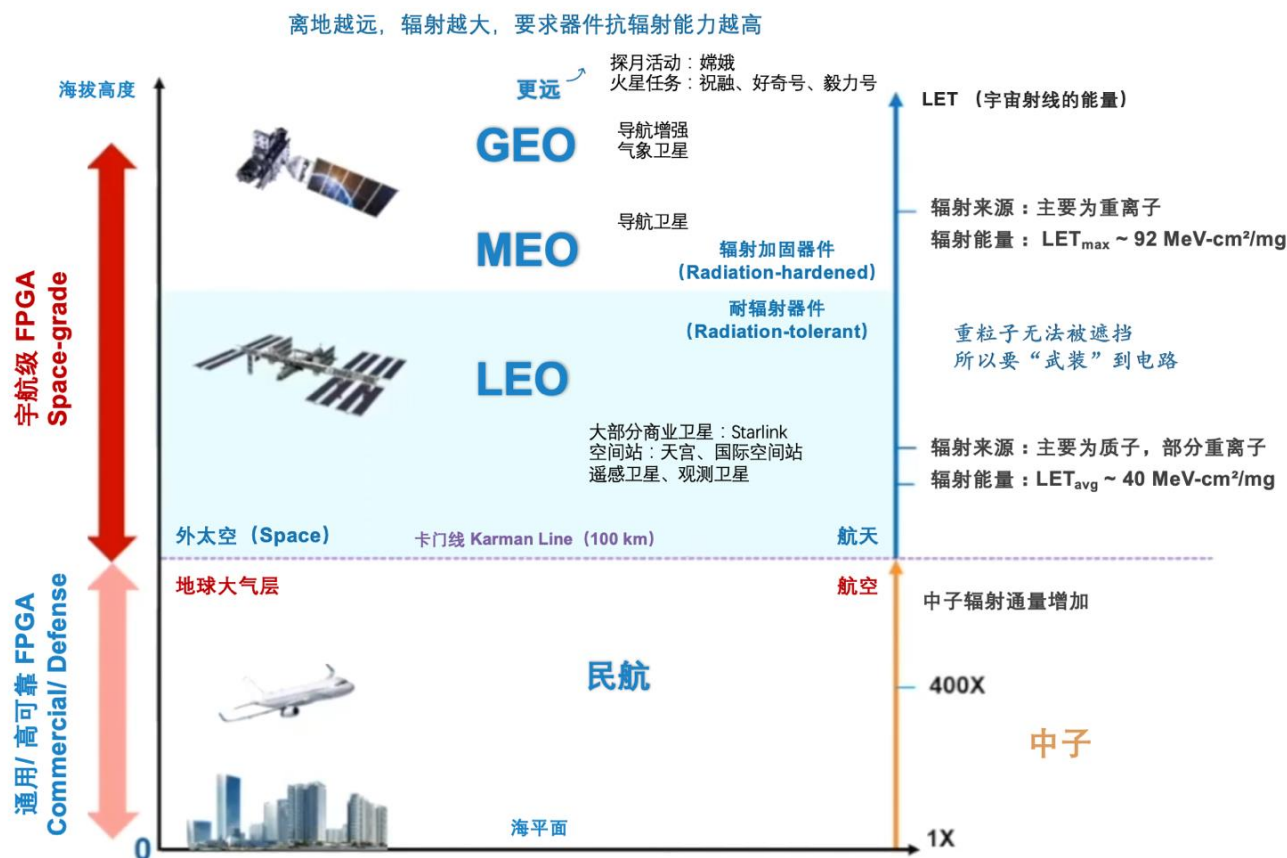 离地越远，辐射越大，要求器件抗辐射能力越高
海拔高度
更远
探月活动：嫦娥
火星任务：祝融、好奇号、毅力号
LET （宇宙射线的能量）
GEO
导航增强
气象卫星
MEO
导航卫星
辐射加固器件
（Radiation-hardened）
辐射来源：主要为重离子
辐射能量： LETmax ~ 92 MeV-cm²/mg
宇航级 FPGA
Space-grade
耐辐射器件
（Radiation-tolerant）
重粒子无法被遮挡
所以要“武装”到电路
LEO
大部分商业卫星：Starlink
空间站：天宫、国际空间站
遥感卫星、观测卫星
辐射来源：主要为质子，部分重离子
辐射能量：LETavg ~ 40 MeV-cm²/mg
外太空（Space）
卡门线 Karman Line（100 km）
航天
地球大气层
航空
中子辐射通量增加
通用/ 高可靠 FPGA
Commercial/ Defense
民航
400X
中子
海平面
0
1X